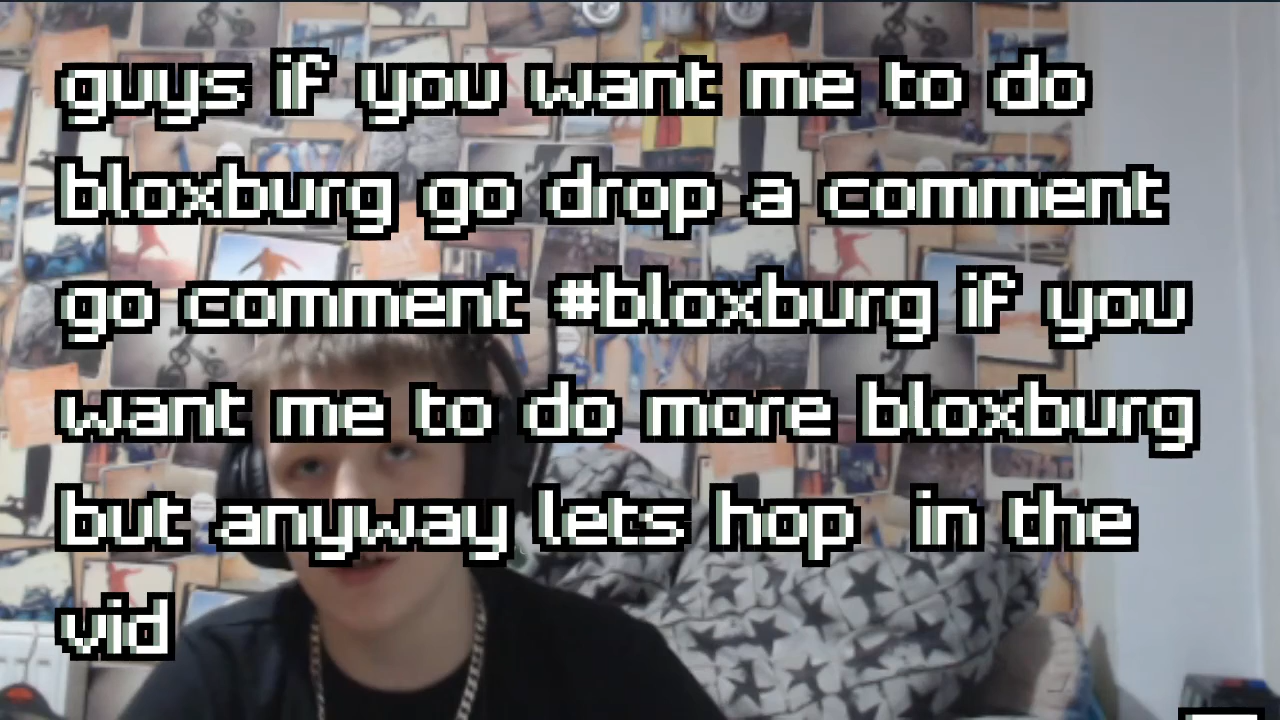 guys if you want me to do
bloxburg go drop a comment
go comment #bloxburg if you
want me to do more bloxburg
but anyway lets hop  in the
vid